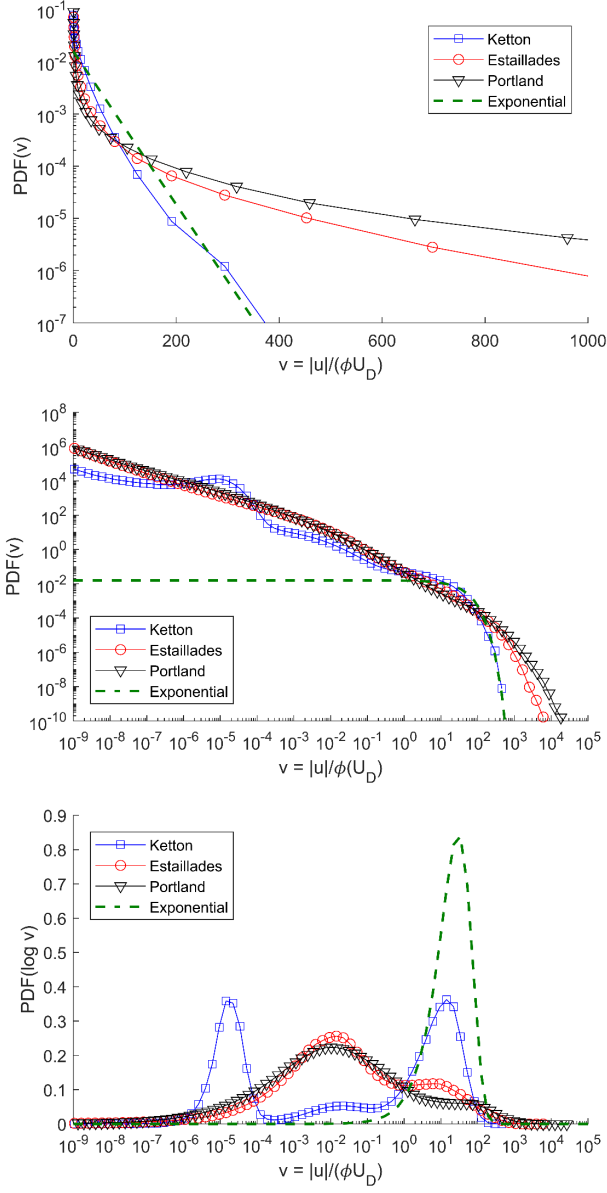 10^-1
10^-2
10^-3
10^-4
10^-5
10^-6
10^-7
PDF(v)
Ketton
Estaillades
Portland
Exponential
0 200 400 600 800 1000
v = |u|/(ϕU_D)
10^8
10^6
10^4
10^2
10^0
10^-2
10^-4
10^-6
10^-8
10^-10
PDF(v)
Ketton
Estaillades
Portland
Exponential
10^-9 10^-8 10^-7 10^-6 10^-5 10^-4 10^-3 10^-2 10^-1 10^0 10^1 10^2 10^3 10^4 10^5
v = |u|/ϕ(U_D)
0.9
0.8
0.7
0.6
0.5
0.4
0.3
0.2
0.1
0
PDF(log v)
Ketton
Estaillades
Portland
Exponential
10^-9 10^-8 10^-7 10^-6 10^-5 10^-4 10^-3 10^-2 10^-1 10^0 10^1 10^2 10^3 10^4 10^5
v = |u|/(ϕU_D)